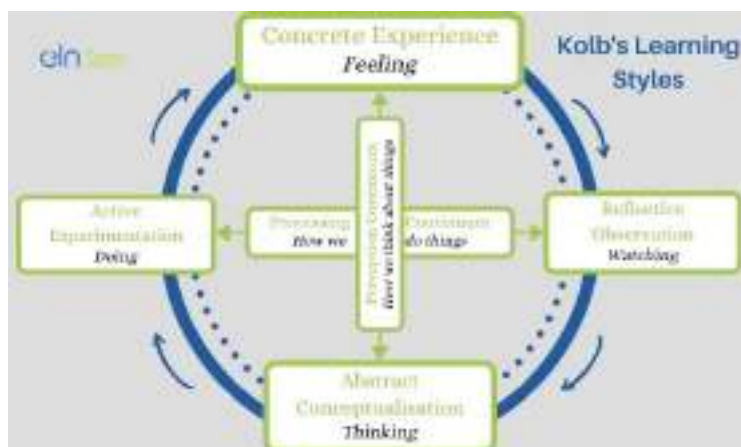 eln
Kolb's Learning
Styles
Concrete Experience
Feeling
Active
Experimentation
Doing
Processing Continuum
How we do things
Perception Continuum
How we think about things
Reflective
Observation
Watching
Abstract
Conceptualisation
Thinking